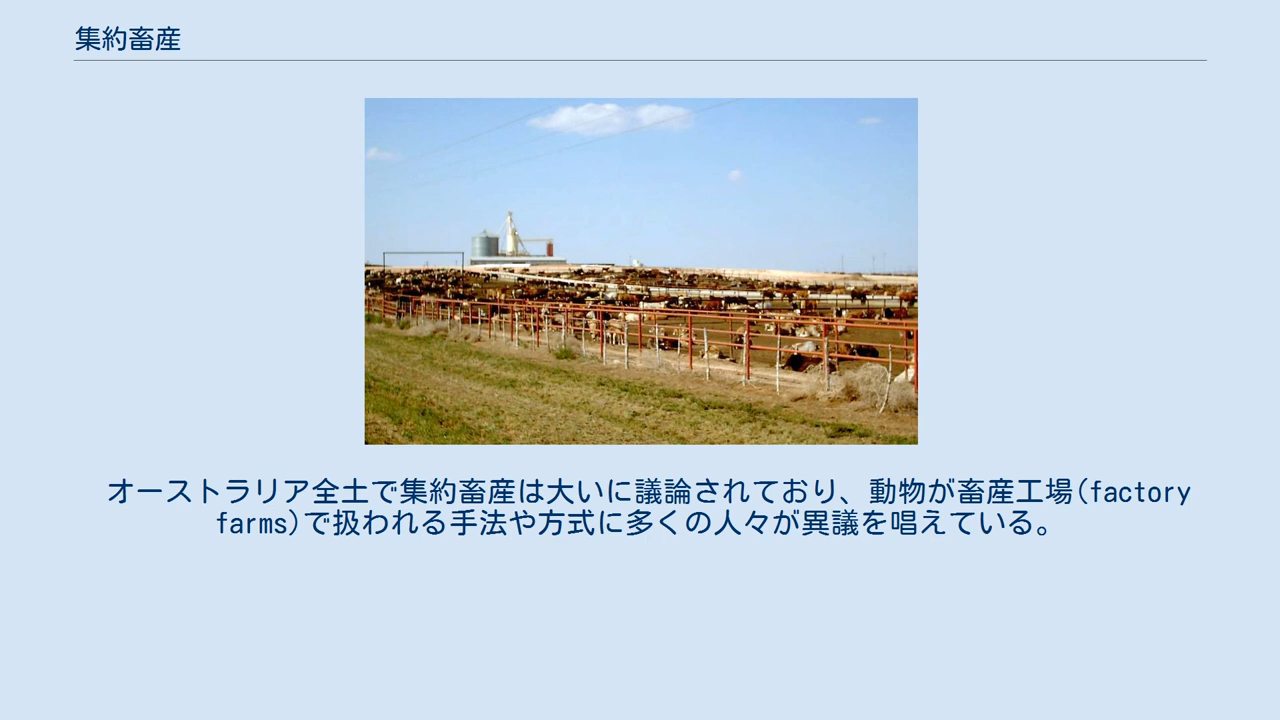 集約畜産
オーストラリア全土で集約畜産は大いに議論されており、動物が畜産工場(factory
farms)で扱われる手法や方式に多くの人々が異議を唱えている。